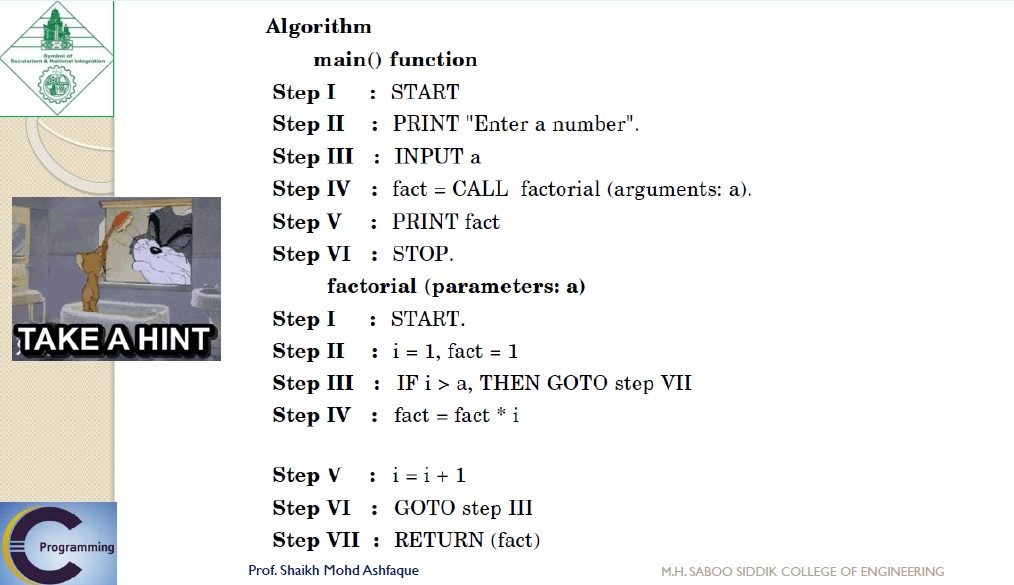 Symbol of
Secularism & National Integration
Algorithm
main() function
Step I : START
Step II : PRINT "Enter a number".
Step III : INPUT a
Step IV : fact = CALL factorial (arguments: a).
Step V : PRINT fact
Step VI : STOP.
factorial (parameters: a)
Step I : START.
Step II : i = 1, fact = 1
Step III : IF i > a, THEN GOTO step VII
Step IV : fact = fact * i
Step V : i = i + 1
Step VI : GOTO step III
Step VII : RETURN (fact)
TAKE A HINT
C Programming
Prof. Shaikh Mohd Ashfaque
M.H. SABOO SIDDIK COLLEGE OF ENGINEERING